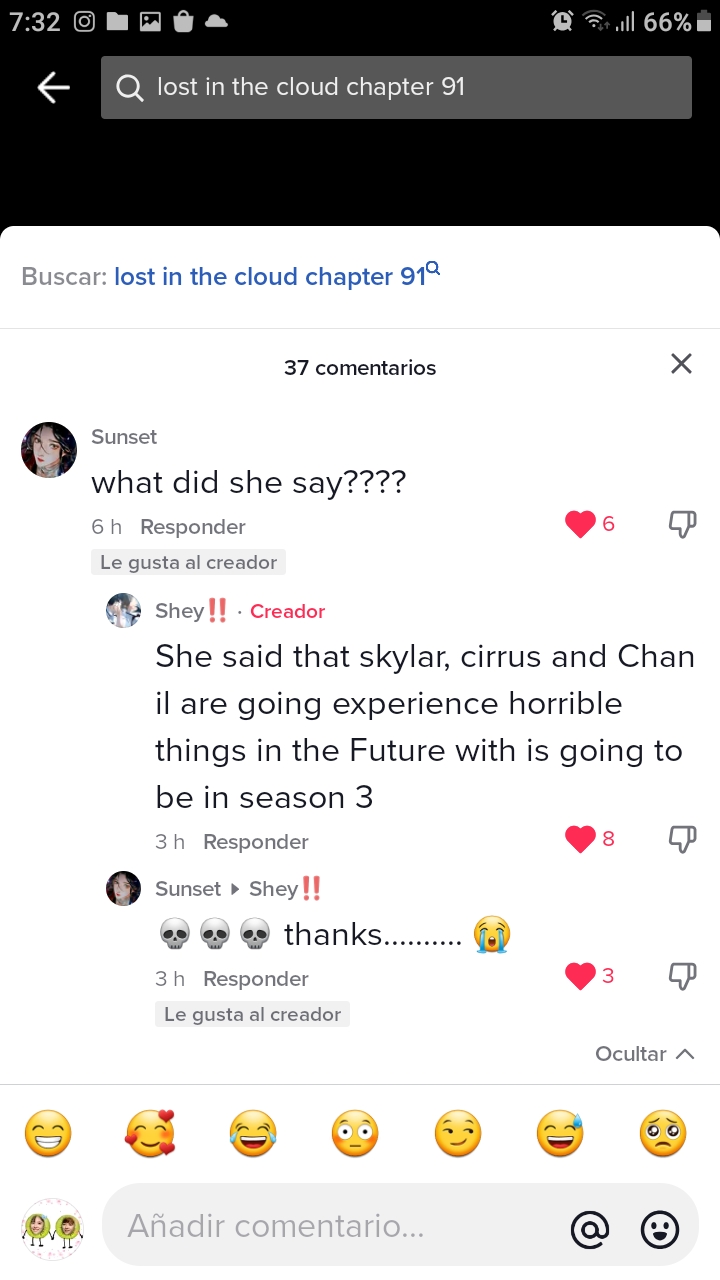 7:32
66%
lost in the cloud chapter 91
Buscar: lost in the cloud chapter 91
37 comentarios
Sunset
what did she say????
6 h Responder
6
Le gusta al creador
Shey‼️ · Creador
She said that skylar, cirrus and Chan
il are going experience horrible
things in the Future with is going to
be in season 3
3 h Responder
8
Sunset ▸ Shey‼️
💀💀💀 thanks.......... 😭
3 h Responder
3
Le gusta al creador
Ocultar
Añadir comentario...